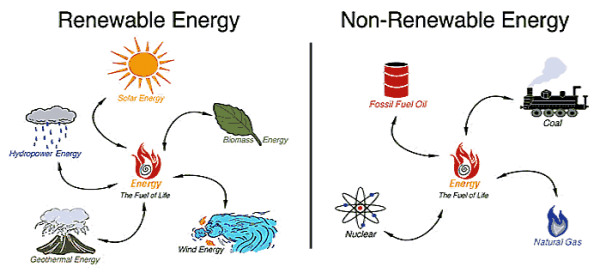 Renewable Energy
Solar Energy
Hydropower Energy
Biomass Energy
Energy
The Fuel of Life
Geothermal Energy
Wind Energy
Non-Renewable Energy
Fossil Fuel Oil
Coal
Energy
The Fuel of Life
Nuclear
Natural Gas